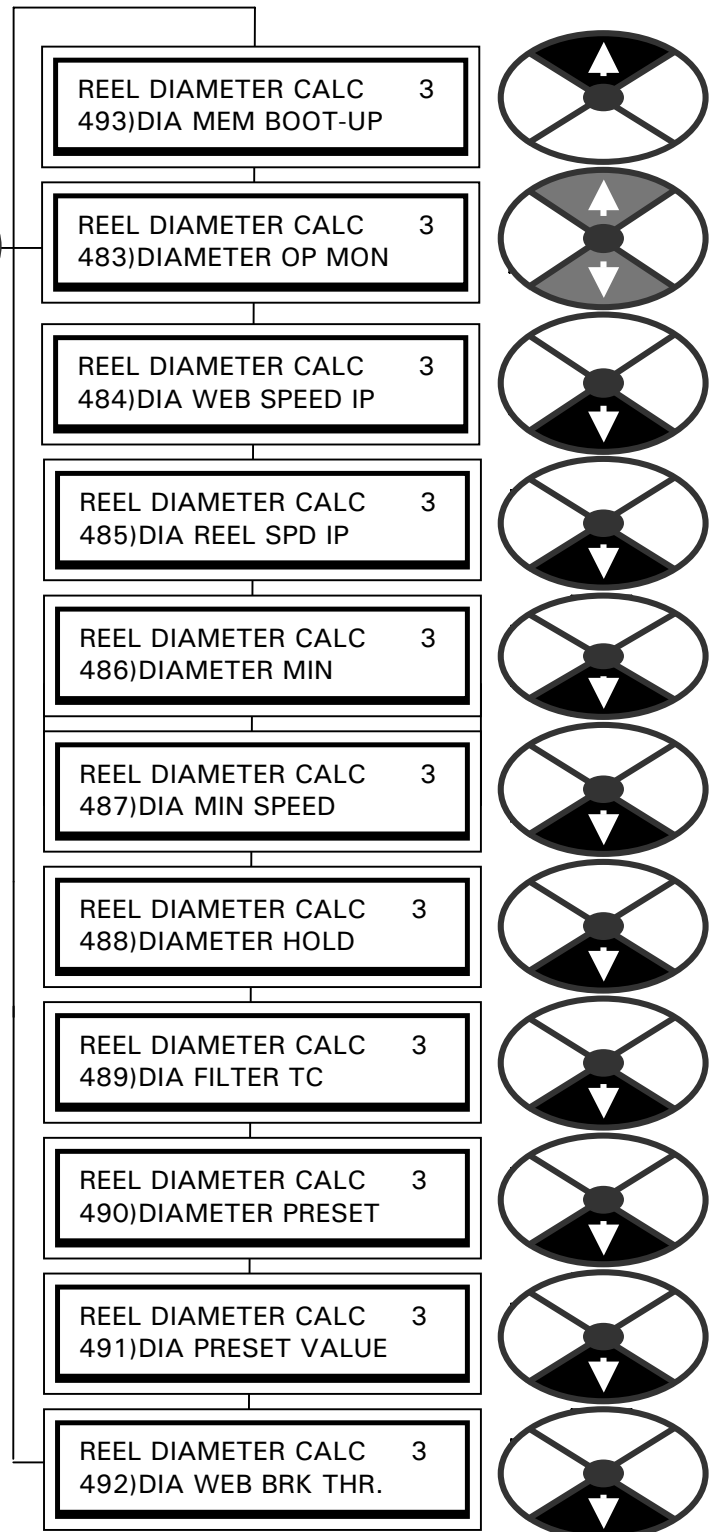 REEL DIAMETER CALC 3
493)DIA MEM BOOT-UP
REEL DIAMETER CALC 3
483)DIAMETER OP MON
REEL DIAMETER CALC 3
484)DIA WEB SPEED IP
REEL DIAMETER CALC 3
485)DIA REEL SPD IP
REEL DIAMETER CALC 3
486)DIAMETER MIN
REEL DIAMETER CALC 3
487)DIA MIN SPEED
REEL DIAMETER CALC 3
488)DIAMETER HOLD
REEL DIAMETER CALC 3
489)DIA FILTER TC
REEL DIAMETER CALC 3
490)DIAMETER PRESET
REEL DIAMETER CALC 3
491)DIA PRESET VALUE
REEL DIAMETER CALC 3
492)DIA WEB BRK THR.